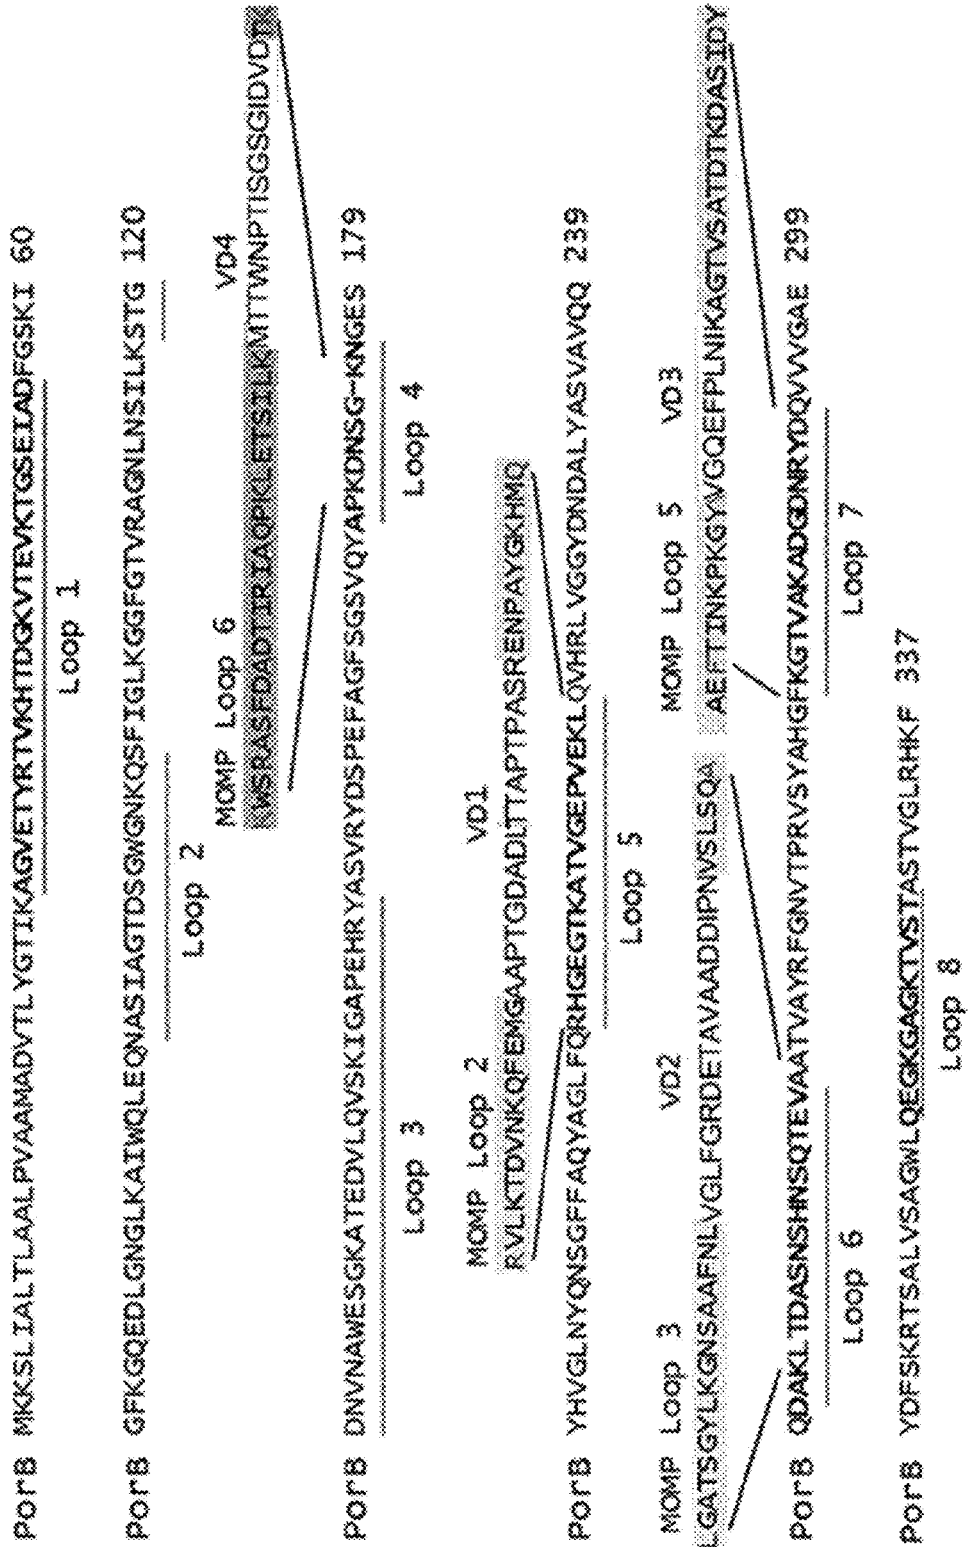 PorB MKKSLIALTLAALPVAAMADVTLYGTIKAGVETYRTVKHTDGKVTEVKTGSEIADFGSKI 60
Loop 1
PorB GFKGQEDLGNGLKAIWQLEQNASIAGTDSGWGNKQSFIGLKGGFGTVRAGNLNSILKSTG 120
Loop 2
MOMP Loop 6 VD4
WSRASFDADTIRIAQPKLETSILKMTTWNPTISGSGIDVD
PorB DNVNAWESGKATEDVLQVSKIGAPEHRYASVRYDSPEFAGFSGSVQYAPKDNSG-KNGES 179
Loop 3 Loop 4
MOMP Loop 2 VD1
RVLKTDVNKQFEMGAAPTGDADLTTAPTPASRENPAYGKHMQ
PorB YHVGLNYQNSGFFAQYAGLFQRHGEGTKATVGEPVEKLQVHRLVGGYDNDALYASVAVQQ 239
Loop 5
MOMP Loop 3 VD2 MOMP Loop 5 VD3
LGATSGYLKGNSAAFNLVGLFGRDETAVAADDIPNVSLSQA AEFTINKPKGYVGQEFPLNIKAGTVSATDTKDASIDY
PorB QDAKLTDASNSHNSQTEVAATVAYRFGNVTPRVSYAHGFKGTVAKADGDNRYDQVVVGAE 299
Loop 6 Loop 7
PorB YDFSKRTSALVSAGWLQEGKGAGKTVSTASTVGLRHKF 337
Loop 8